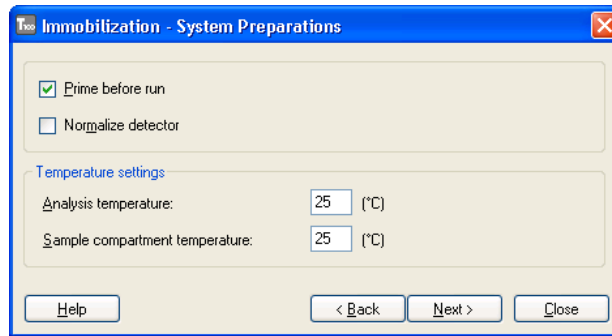 T100 Immobilization - System Preparations
Prime before run
Normalize detector
Temperature settings
Analysis temperature: 25 (°C)
Sample compartment temperature: 25 (°C)
Help < Back Next > Close